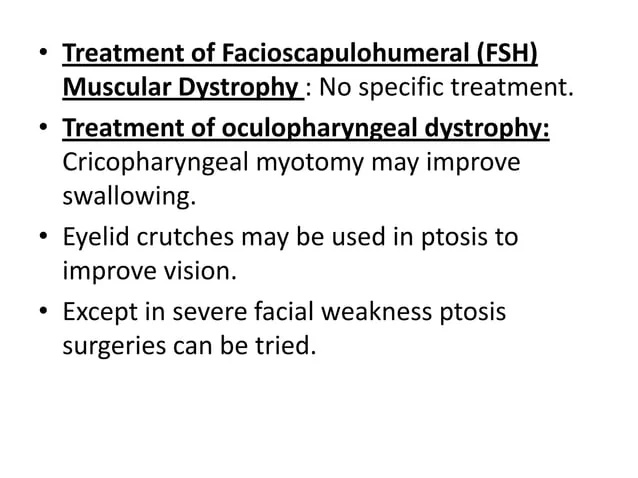 • Treatment of Facioscapulohumeral (FSH)
Muscular Dystrophy : No specific treatment.
• Treatment of oculopharyngeal dystrophy:
Cricopharyngeal myotomy may improve
swallowing.
• Eyelid crutches may be used in ptosis to
improve vision.
• Except in severe facial weakness ptosis
surgeries can be tried.